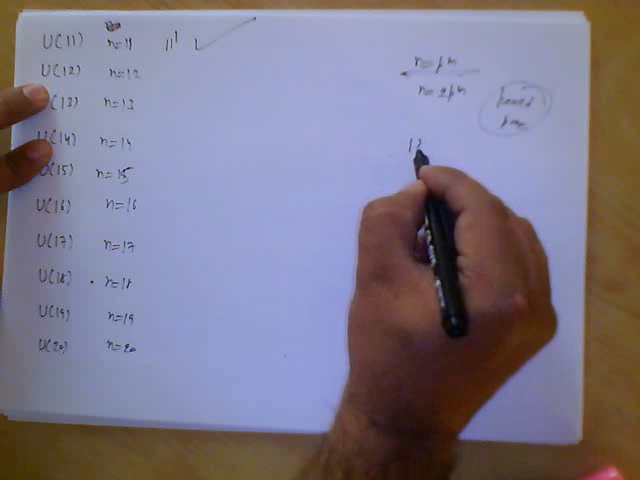 U(11) n=11 11¹ ✓
U(12) n=12
U(13) n=13
U(14) n=14
U(15) n=15
U(16) n=16
U(17) n=17
U(18) n=18
U(19) n=19
U(20) n=20
n=pm
n=2pm
12